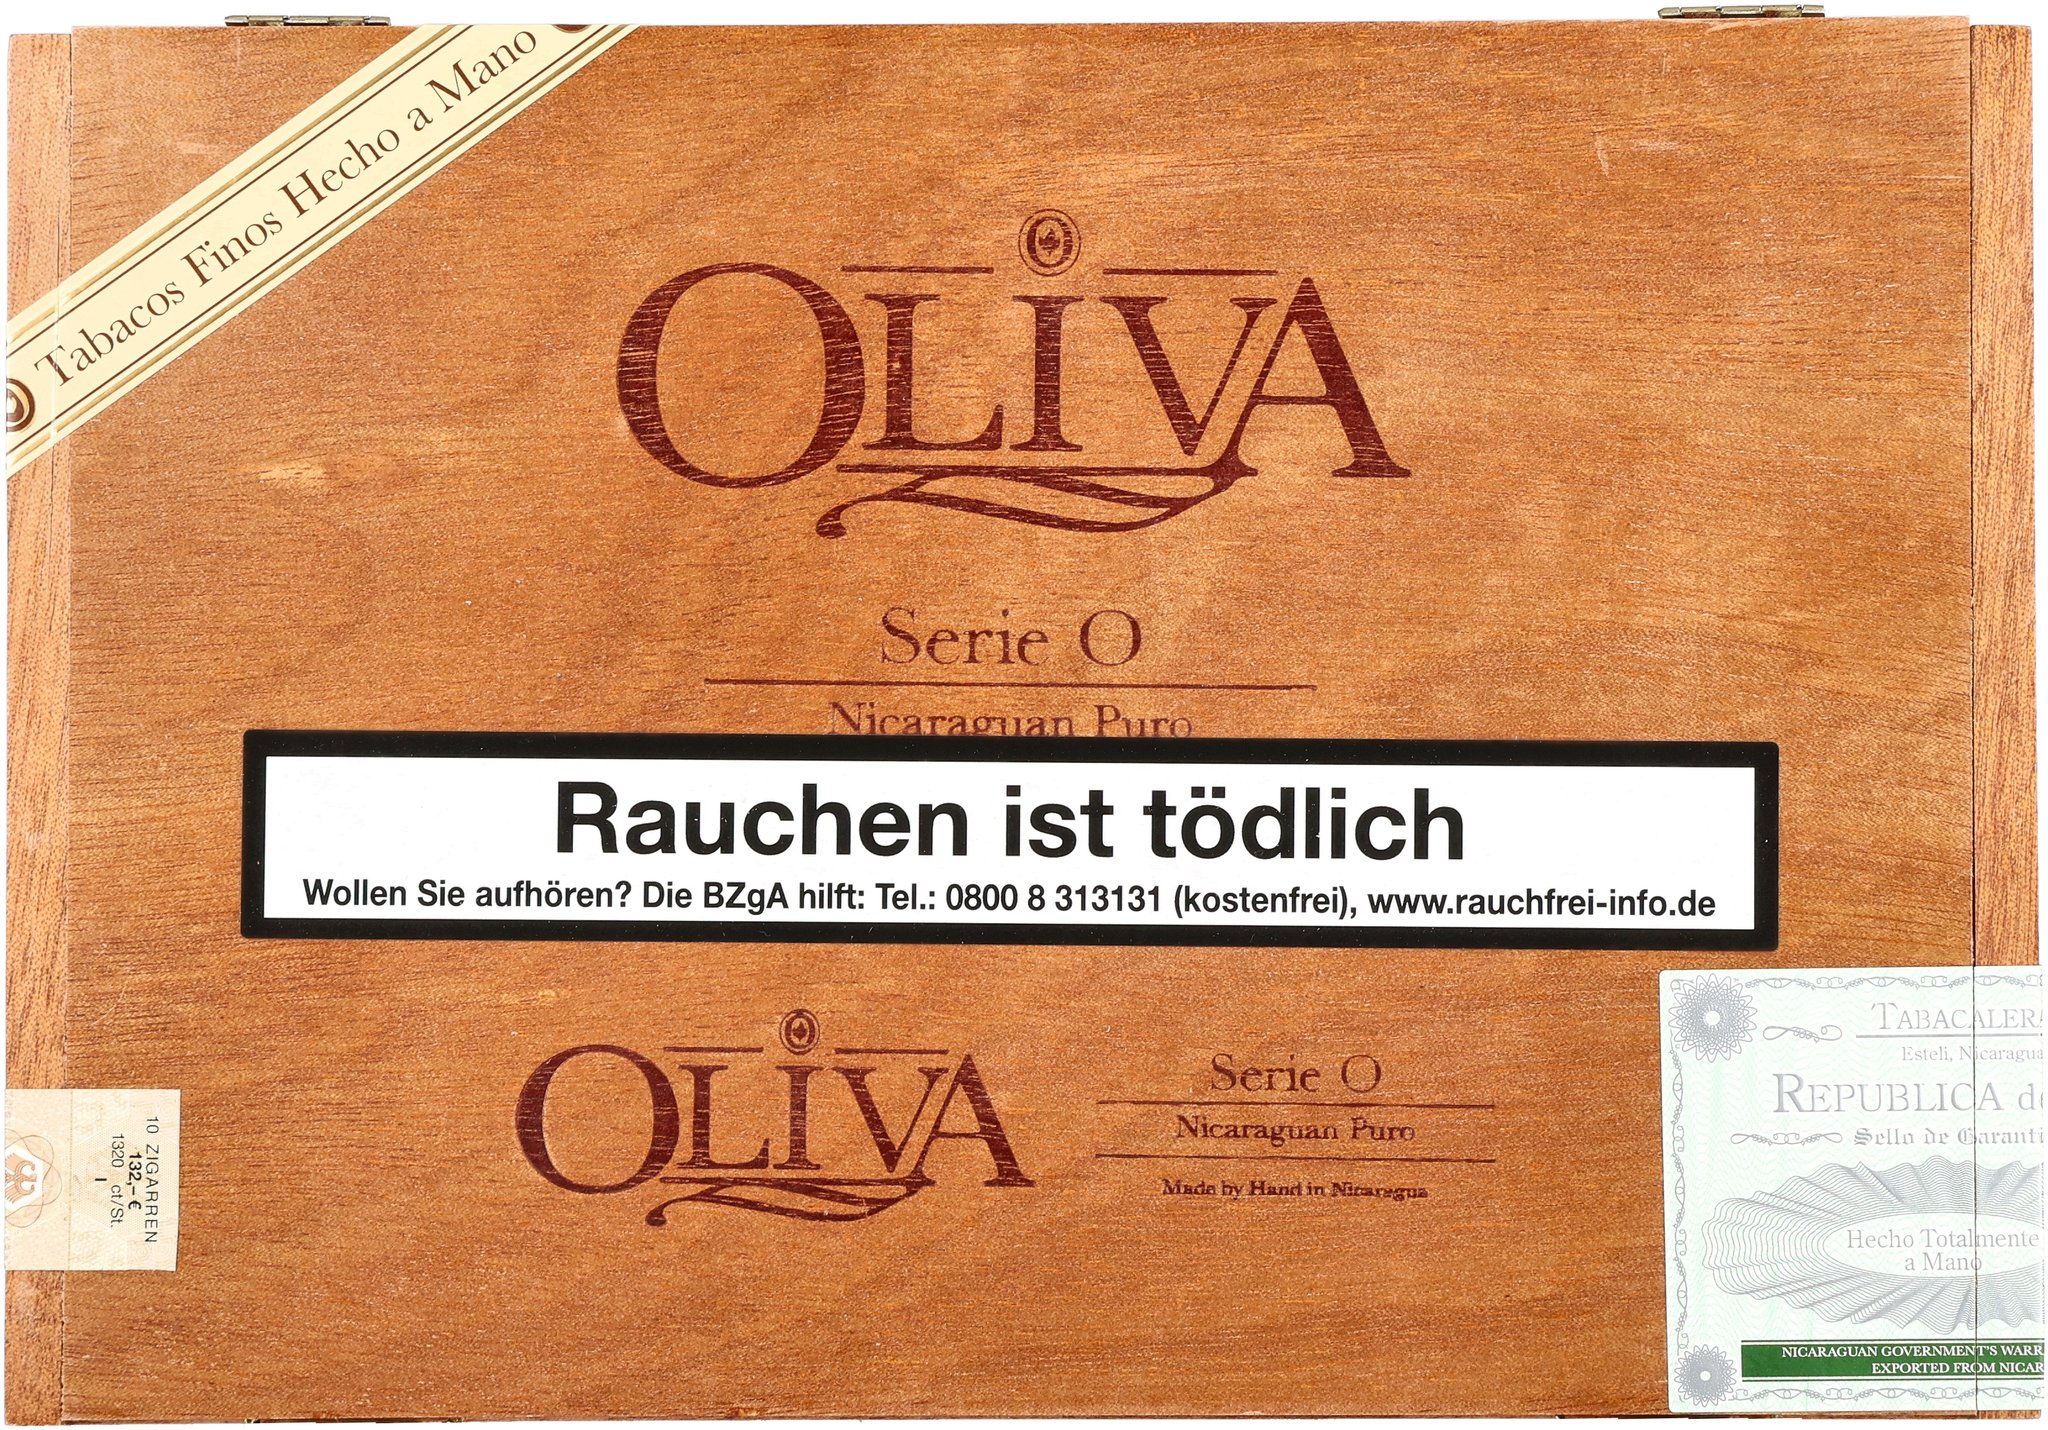 Tabacos Finos Hecho a Mano
OLIVA
Serie O
Nicaraguan Puro
Rauchen ist tödlich
Wollen Sie aufhören? Die BZgA hilft: Tel.: 0800 8 313131 (kostenfrei), www.rauchfrei-info.de
OLIVA
Serie O
Nicaraguan Puro
Made by Hand in Nicaragua
10 ZIGARREN
132,- €
1320 ct/St.
I
TABACALERA
Esteli, Nicaragua
REPUBLICA de
Sello de Garanti
Hecho Totalmente
a Mano
NICARAGUAN GOVERNMENT'S WARR
EXPORTED FROM NICAR